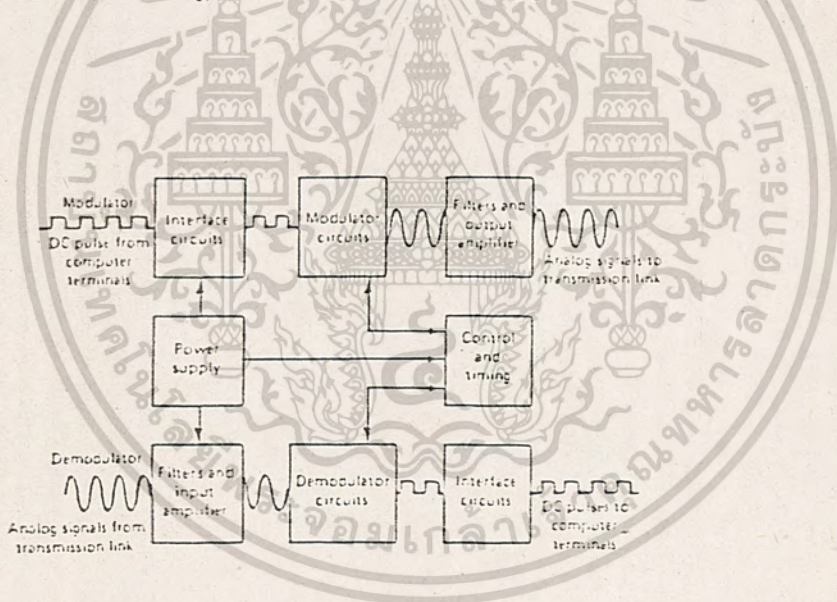 Modulator
DC pulse from
computer
terminals
Interface
circuits
Modulator
circuits
Filters and
output
amplifier
Analog signals to
transmission link
Power
supply
Control
and
timing
Demodulator
Analog signals from
transmission link
Filters and
input
amplifier
Demodulator
circuits
Interface
circuits
DC pulses to
computer
terminals